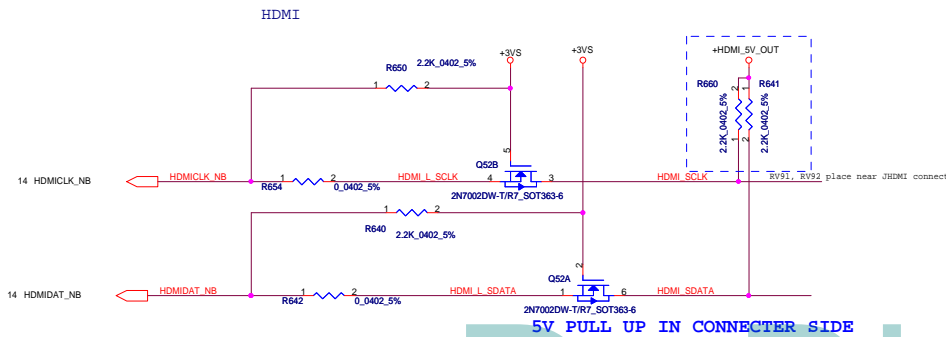 HDMI
+3VS
+3VS
+HDMI_5V_OUT
R650
2.2K_0402_5%
1
2
R660
R641
2
1
2.2K_0402_5%
2.2K_0402_5%
1
2
5
Q52B
14 HDMICLK_NB
HDMICLK_NB
1
2
R654
0_0402_5%
HDMI_L_SCLK
4
3
HDMI_SCLK
RV91, RV92 place near JHDMI connect
2N7002DW-T/R7_SOT363-6
1
2
R640
2.2K_0402_5%
2
Q52A
14 HDMIDAT_NB
HDMIDAT_NB
1
2
R642
0_0402_5%
HDMI_L_SDATA
1
6
HDMI_SDATA
2N7002DW-T/R7_SOT363-6
5V PULL UP IN CONNECTER SIDE